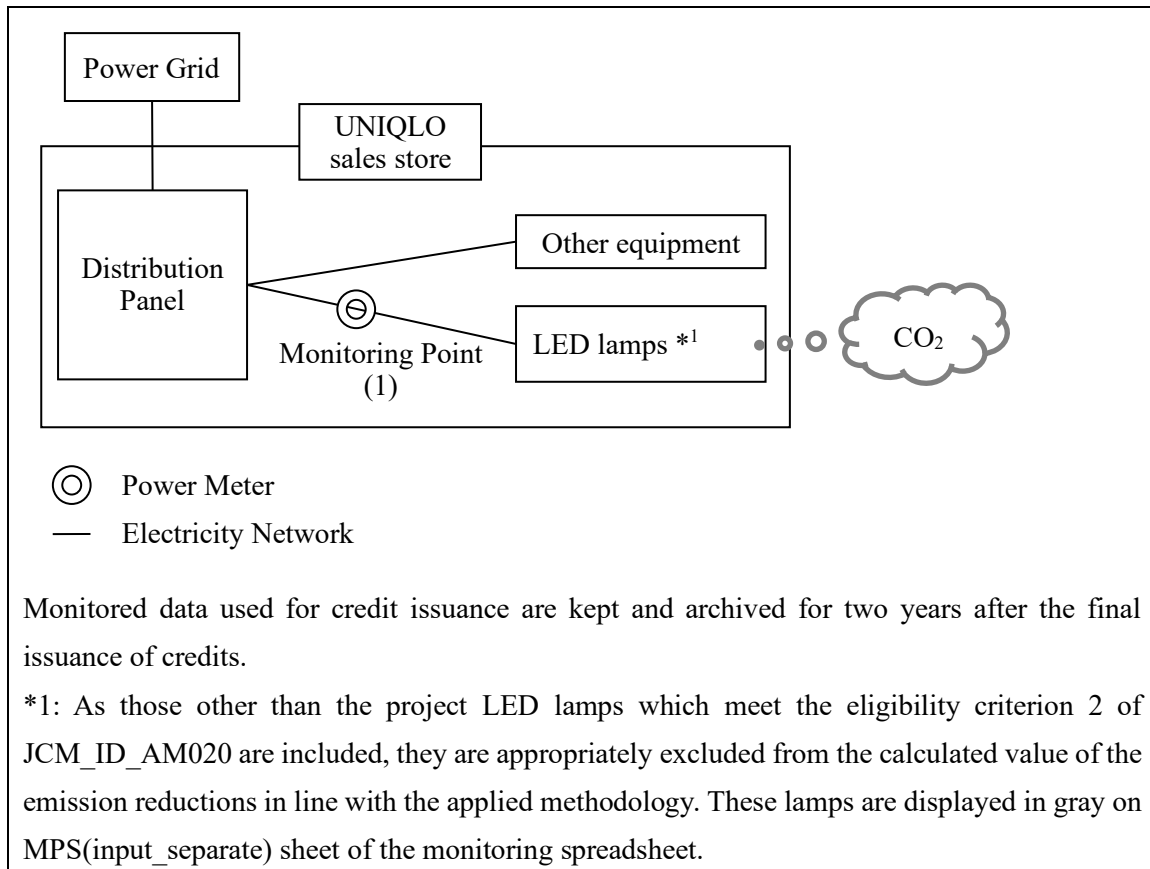 Power Grid
UNIQLO
sales store
Distribution
Panel
Other equipment
Monitoring Point
(1)
LED lamps *1
CO2
Power Meter
Electricity Network
Monitored data used for credit issuance are kept and archived for two years after the final
issuance of credits.
*1: As those other than the project LED lamps which meet the eligibility criterion 2 of
JCM_ID_AM020 are included, they are appropriately excluded from the calculated value of the
emission reductions in line with the applied methodology. These lamps are displayed in gray on
MPS(input_separate) sheet of the monitoring spreadsheet.